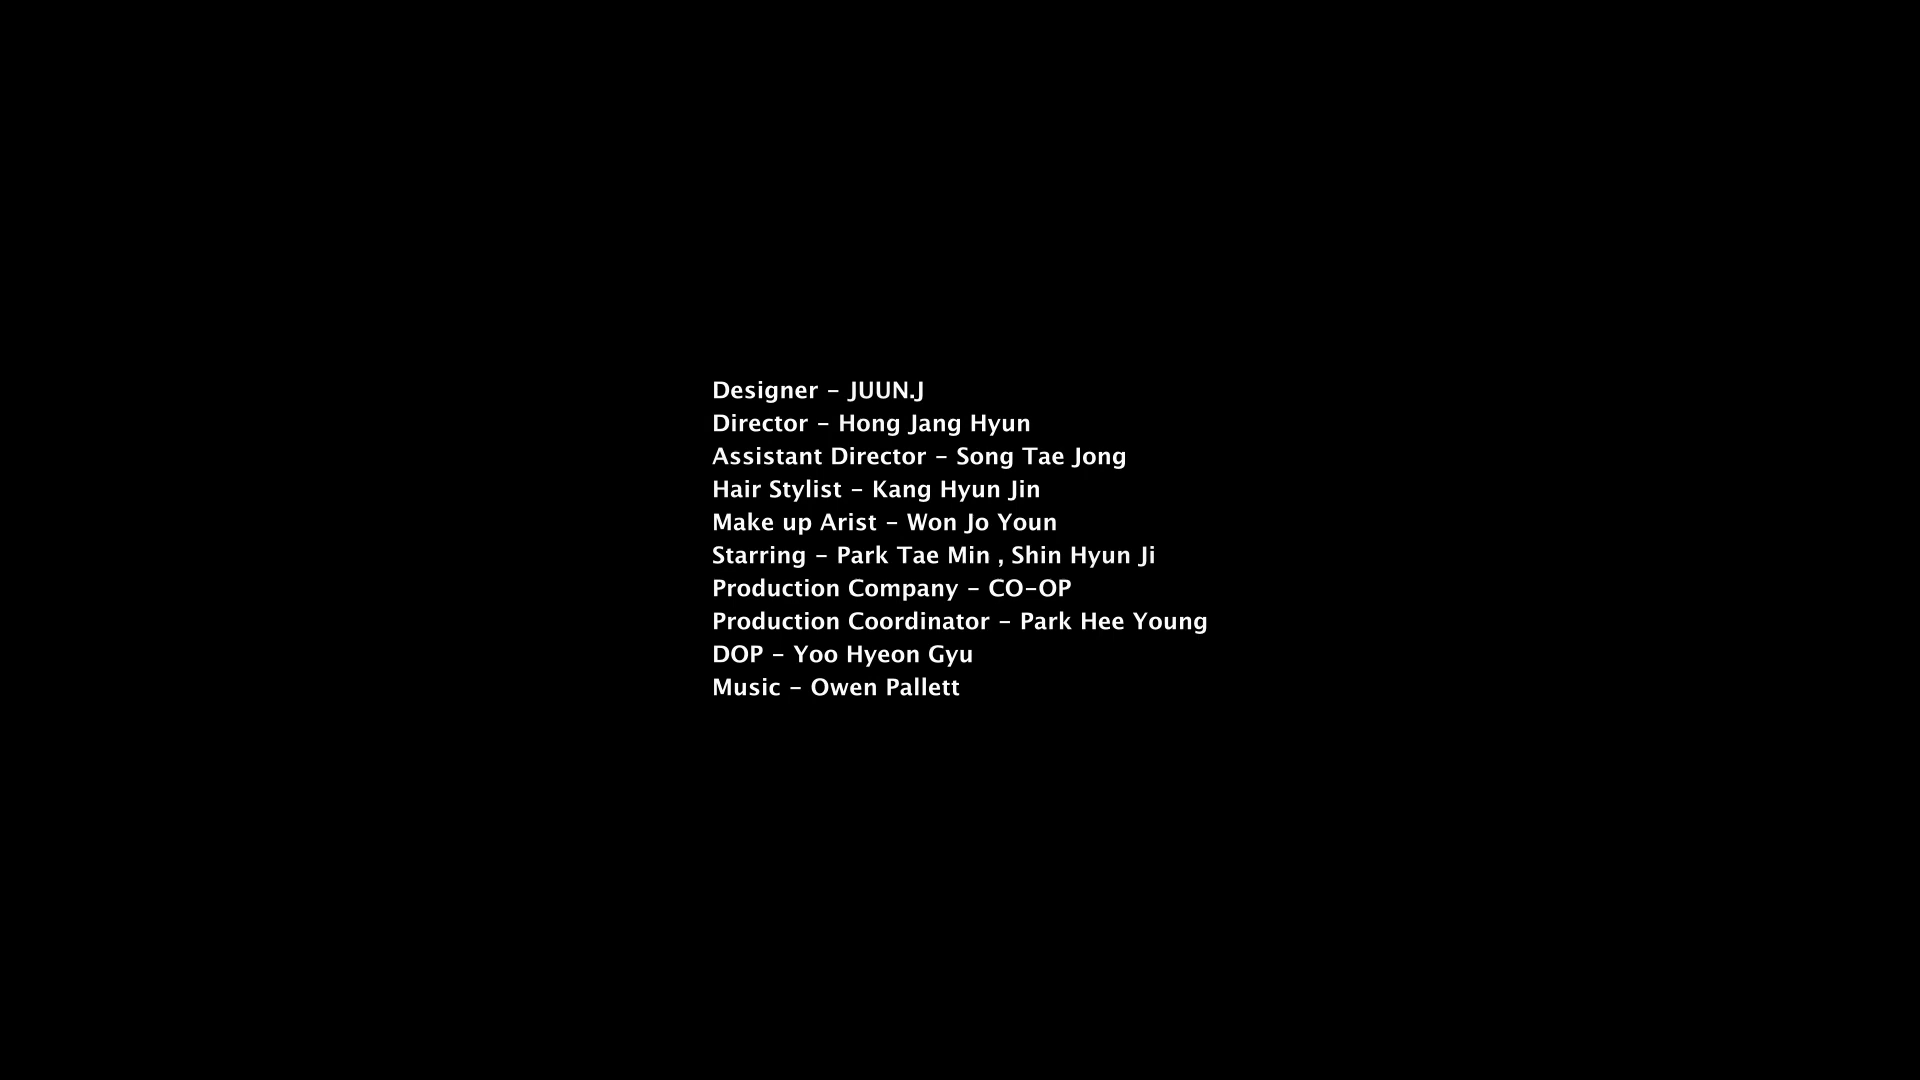 Designer - JUUN.J
Director - Hong Jang Hyun
Assistant Director - Song Tae Jong
Hair Stylist - Kang Hyun Jin
Make up Arist - Won Jo Youn
Starring - Park Tae Min , Shin Hyun Ji
Production Company - CO-OP
Production Coordinator - Park Hee Young
DOP - Yoo Hyeon Gyu
Music - Owen Pallett